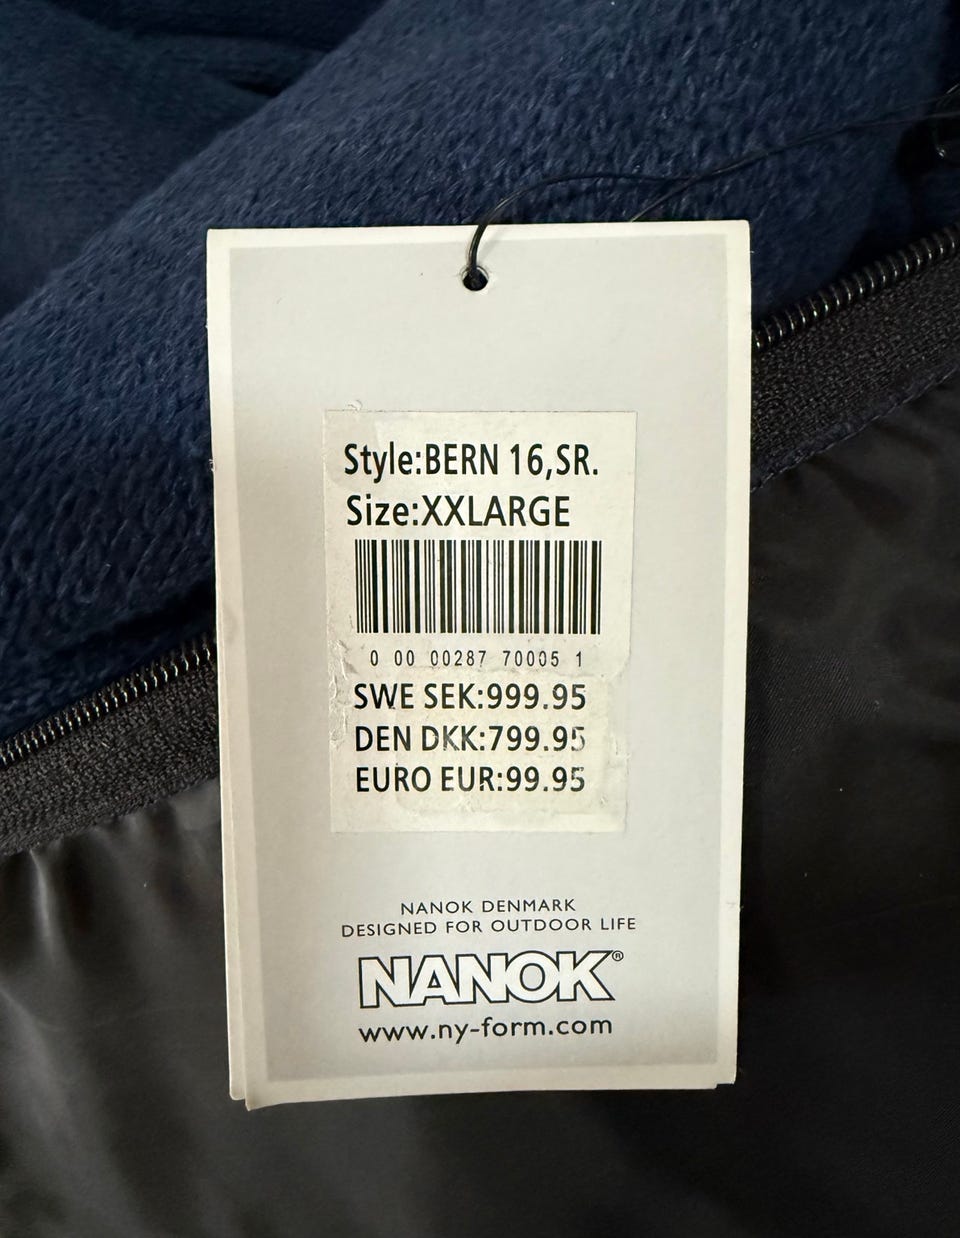 Style:BERN 16,SR.
Size:XXLARGE
0 00 00287 70005 1
SWE SEK:999.95
DEN DKK:799.95
EURO EUR:99.95
NANOK DENMARK
DESIGNED FOR OUTDOOR LIFE
NANOK®
www.ny-form.com